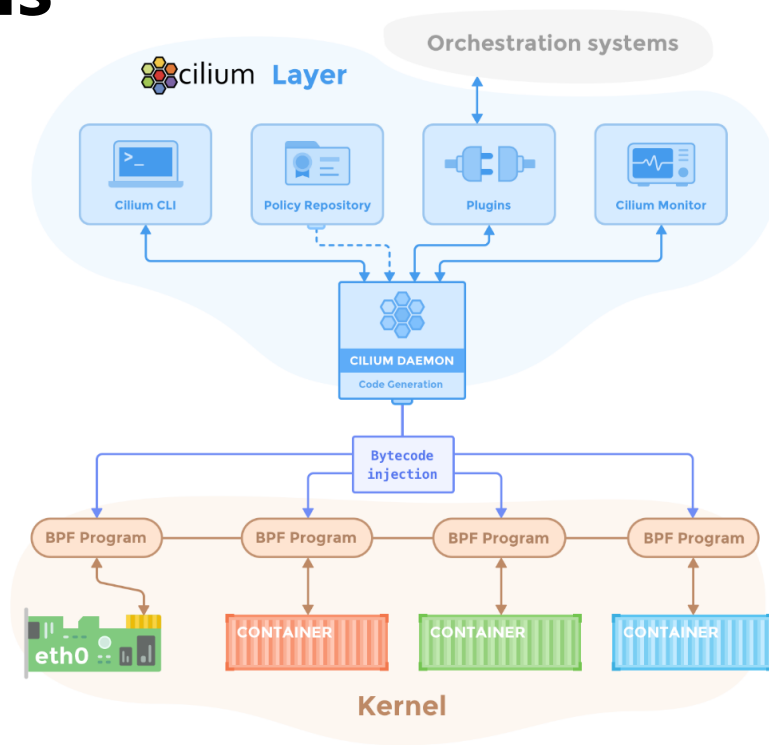 Orchestration systems
cilium Layer
>_
Cilium CLI
Policy Repository
Plugins
Cilium Monitor
CILIUM DAEMON
Code Generation
Bytecode
injection
BPF Program
BPF Program
BPF Program
BPF Program
eth0
CONTAINER
CONTAINER
CONTAINER
Kernel